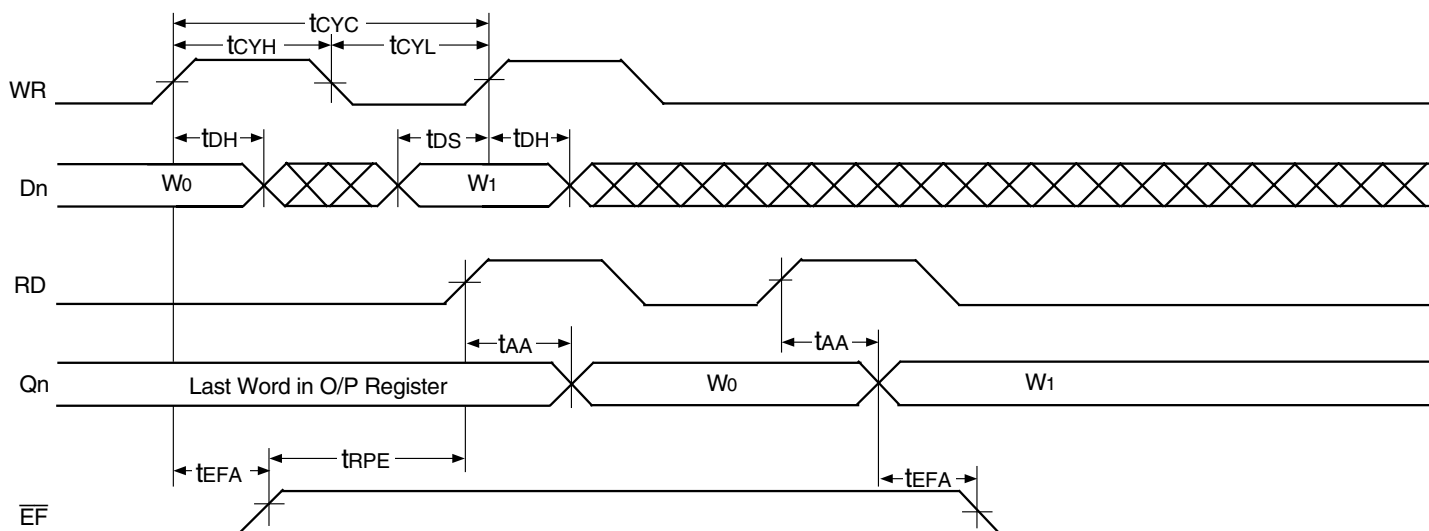 tCYC
tCYH tCYL
WR
tDH tDS tDH
Dn W0 W1
RD
tAA tAA
Qn Last Word in O/P Register W0 W1
tEFA tRPE tEFA
E̅F̅